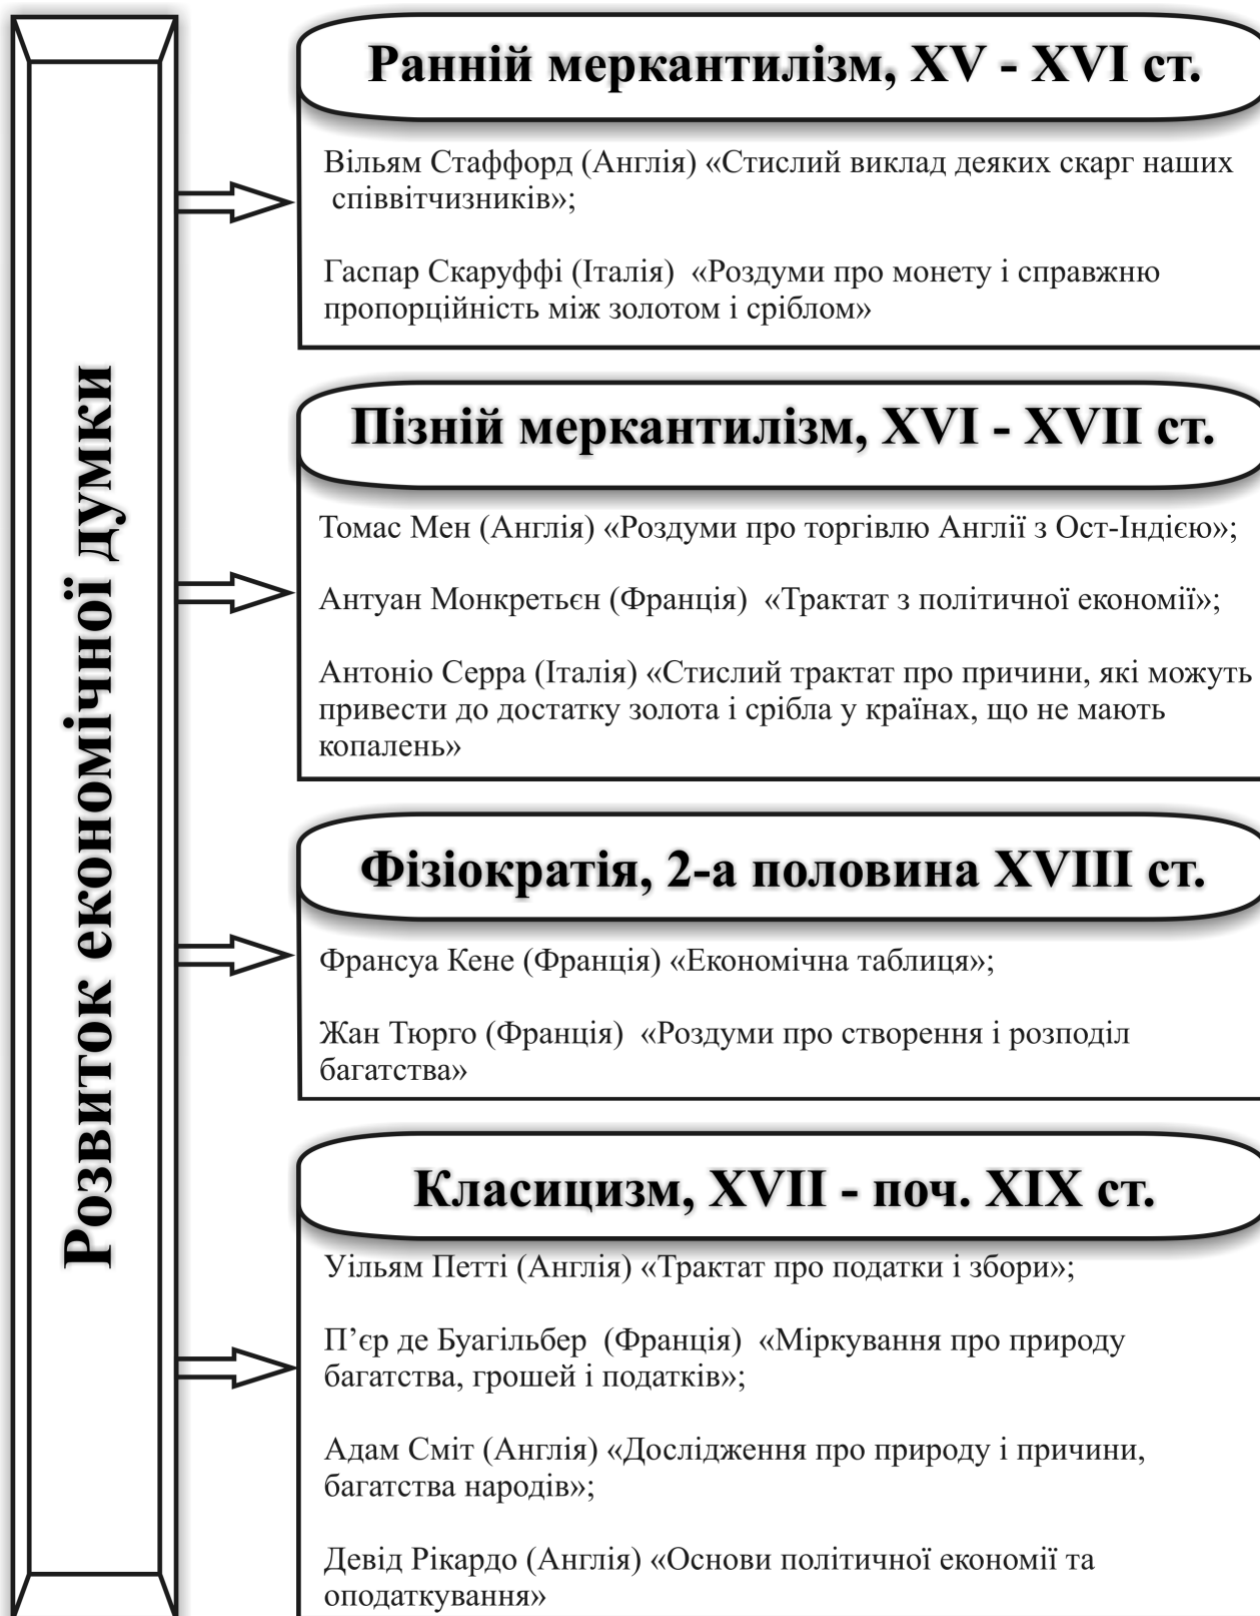 Розвиток економічної думки
Ранній меркантилізм, XV - XVI ст.
Вільям Стаффорд (Англія) «Стислий виклад деяких скарг наших
співвітчизників»;
Гаспар Скаруффі (Італія) «Роздуми про монету і справжню
пропорційність між золотом і сріблом»
Пізній меркантилізм, XVI - XVII ст.
Томас Мен (Англія) «Роздуми про торгівлю Англії з Ост-Індією»;
Антуан Монкретьєн (Франція) «Трактат з політичної економії»;
Антоніо Серра (Італія) «Стислий трактат про причини, які можуть
привести до достатку золота і срібла у країнах, що не мають
копалень»
Фізіократія, 2-а половина XVIII ст.
Франсуа Кене (Франція) «Економічна таблиця»;
Жан Тюрго (Франція) «Роздуми про створення і розподіл
багатства»
Класицизм, XVII - поч. XIX ст.
Уільям Петті (Англія) «Трактат про податки і збори»;
П’єр де Буагільбер (Франція) «Міркування про природу
багатства, грошей і податків»;
Адам Сміт (Англія) «Дослідження про природу і причини,
багатства народів»;
Девід Рікардо (Англія) «Основи політичної економії та
оподаткування»